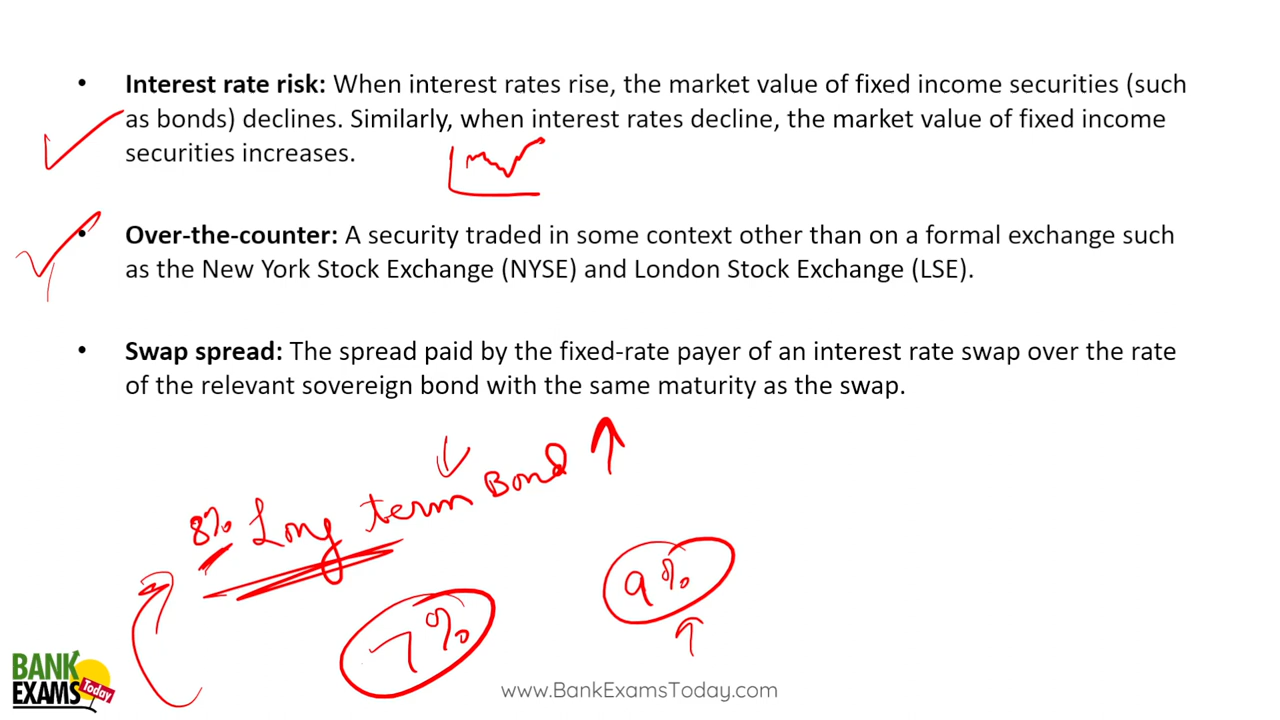 • Interest rate risk: When interest rates rise, the market value of fixed income securities (such
as bonds) declines. Similarly, when interest rates decline, the market value of fixed income
securities increases.
• Over-the-counter: A security traded in some context other than on a formal exchange such
as the New York Stock Exchange (NYSE) and London Stock Exchange (LSE).
• Swap spread: The spread paid by the fixed-rate payer of an interest rate swap over the rate
of the relevant sovereign bond with the same maturity as the swap.
8% Long term Bond
9%
7%
BANK
EXAMS
Today
www.BankExamsToday.com